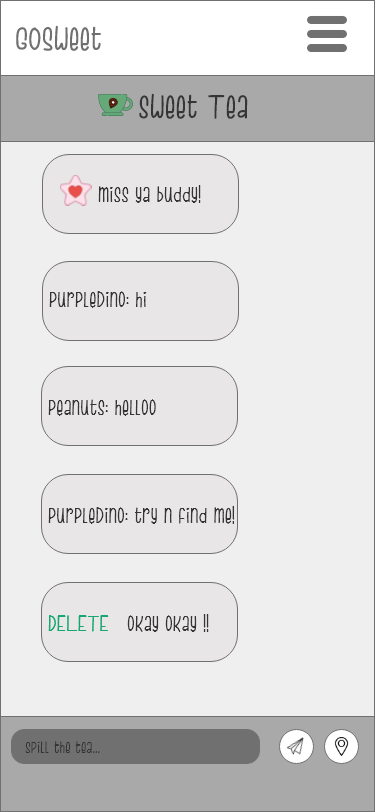 GOSWeet
SWeet Tea
miss ya buddy!
PurpleDino: hi
Peanuts: helloo
PurpleDino: try n find me!
DELETE okay okay !!
spill the tea...